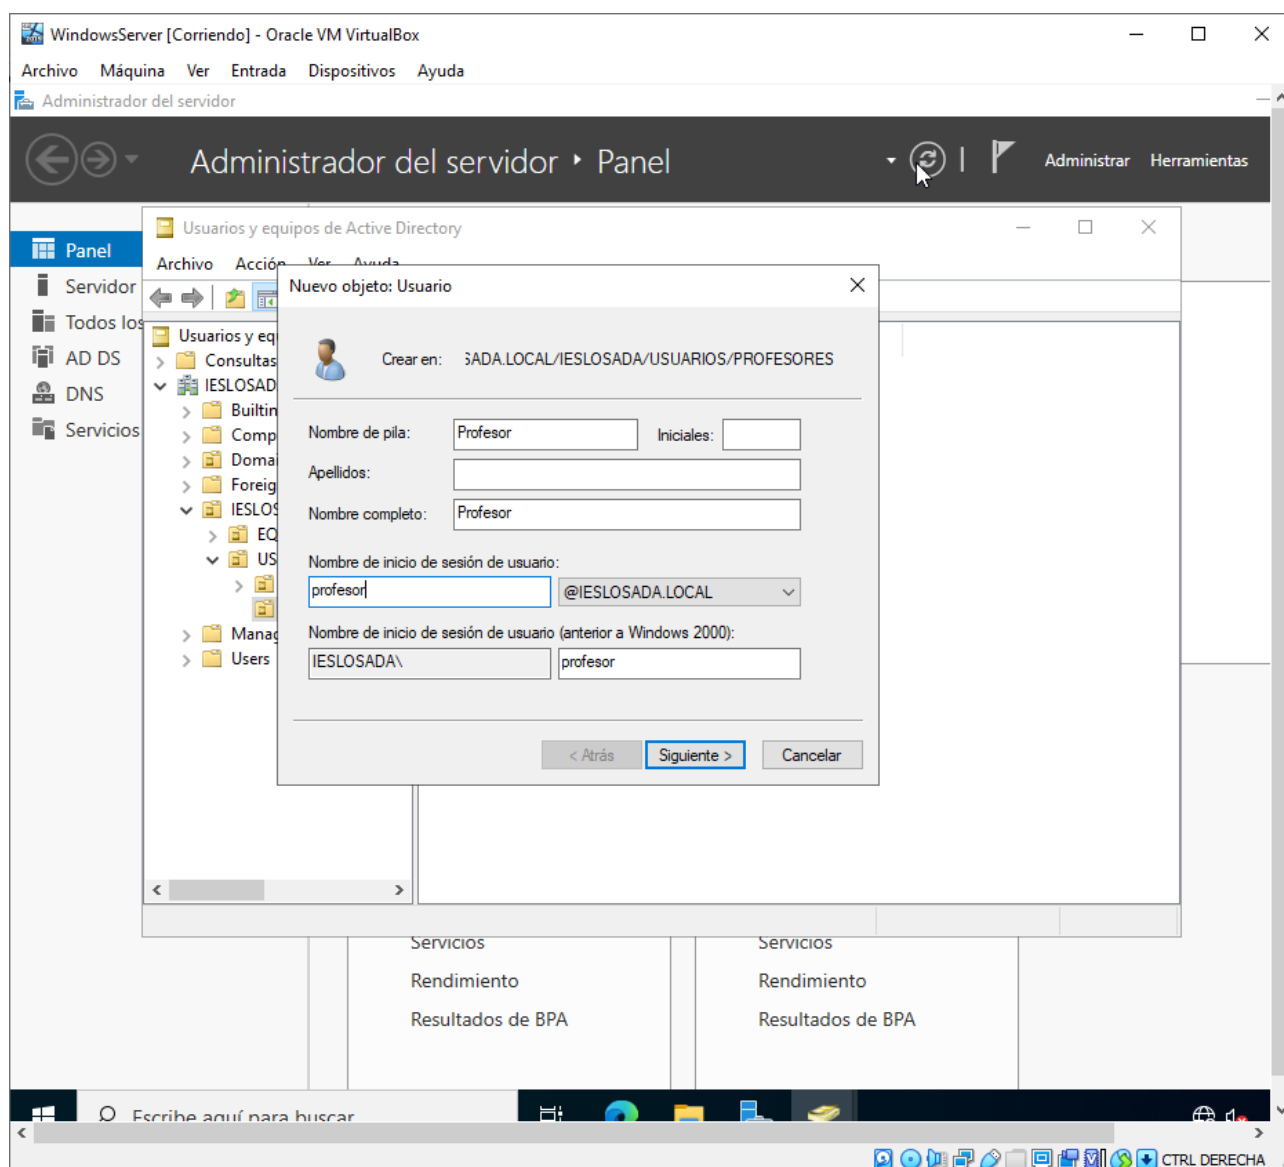 WindowsServer [Corriendo] - Oracle VM VirtualBox
Archivo Máquina Ver Entrada Dispositivos Ayuda
Administrador del servidor
Administrador del servidor ‣ Panel
Administrar Herramientas
Panel
Servidor
Todos los
AD DS
DNS
Servicios
Usuarios y equipos de Active Directory
Archivo Acción Ver Ayuda
Usuarios y equ
Consultas
IESLOSAD
Builtin
Comp
Domai
Foreig
IESLOS
EQ
US
Manag
Users
Nuevo objeto: Usuario
Crear en: SADA.LOCAL/IESLOSADA/USUARIOS/PROFESORES
Nombre de pila: Profesor Iniciales:
Apellidos:
Nombre completo: Profesor
Nombre de inicio de sesión de usuario:
profesor @IESLOSADA.LOCAL
Nombre de inicio de sesión de usuario (anterior a Windows 2000):
IESLOSADA\ profesor
< Atrás Siguiente > Cancelar
Servicios Servicios
Rendimiento Rendimiento
Resultados de BPA Resultados de BPA
Escribe aquí para buscar
CTRL DERECHA